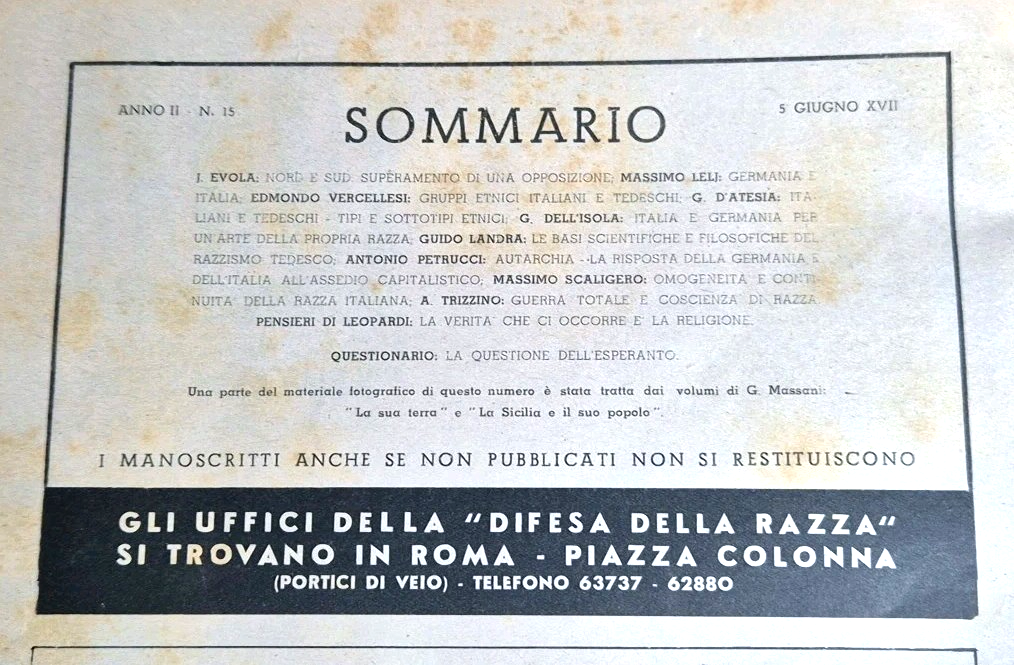 ANNO II - N. 15
SOMMARIO
5 GIUGNO XVII
J. EVOLA: NORD E SUD. SUPERAMENTO DI UNA OPPOSIZIONE; MASSIMO LELJ: GERMANIA E
ITALIA; EDMONDO VERCELLESI: GRUPPI ETNICI ITALIANI E TEDESCHI; G. D'ATESIA: ITA-
LIANI E TEDESCHI - TIPI E SOTTOTIPI ETNICI; G. DELL'ISOLA: ITALIA E GERMANIA PER
UN'ARTE DELLA PROPRIA RAZZA; GUIDO LANDRA: LE BASI SCIENTIFICHE E FILOSOFICHE DEL
RAZZISMO TEDESCO; ANTONIO PETRUCCI: AUTARCHIA - LA RISPOSTA DELLA GERMANIA E
DELL'ITALIA ALL'ASSEDIO CAPITALISTICO; MASSIMO SCALIGERO: OMOGENEITA' E CONTI-
NUITA' DELLA RAZZA ITALIANA; A. TRIZZINO: GUERRA TOTALE E COSCIENZA DI RAZZA.
PENSIERI DI LEOPARDI: LA VERITA' CHE CI OCCORRE E' LA RELIGIONE.
QUESTIONARIO: LA QUESTIONE DELL'ESPERANTO.
Una parte del materiale fotografico di questo numero è stata tratta dai volumi di G. Massani:
"La sua terra" e "La Sicilia e il suo popolo".
I MANOSCRITTI ANCHE SE NON PUBBLICATI NON SI RESTITUISCONO
GLI UFFICI DELLA "DIFESA DELLA RAZZA"
SI TROVANO IN ROMA - PIAZZA COLONNA
(PORTICI DI VEIO) - TELEFONO 63737 - 62880